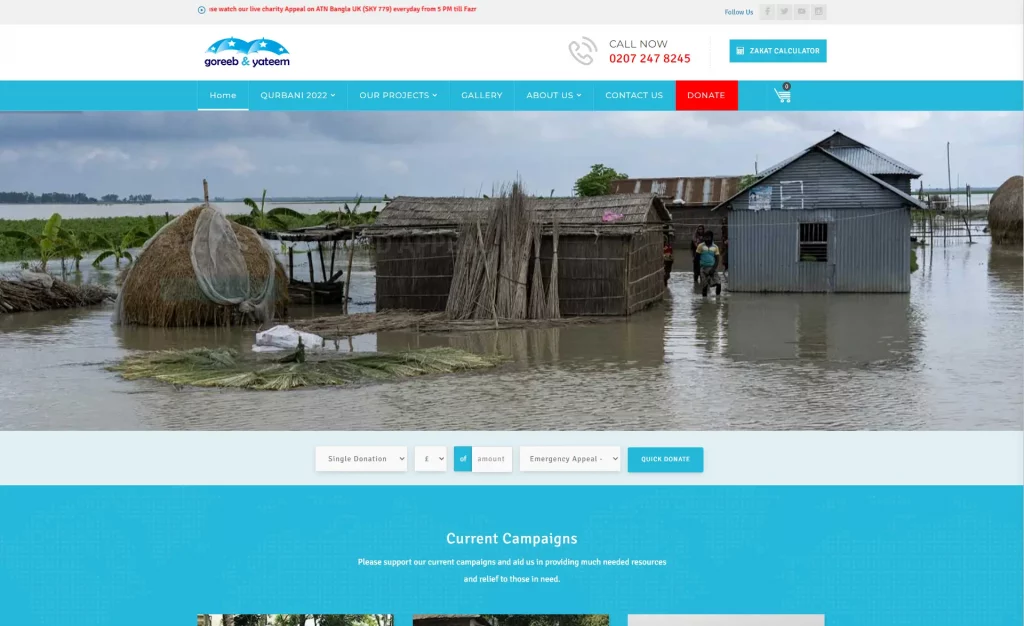 se watch our live charity Appeal on ATN Bangla UK (SKY 779) everyday from 5 PM till Fazr
Follow Us
goreeb & yateem
CALL NOW
0207 247 8245
ZAKAT CALCULATOR
Home
QURBANI 2022
OUR PROJECTS
GALLERY
ABOUT US
CONTACT US
DONATE
0
Single Donation
£
of
amount
Emergency Appeal -
QUICK DONATE
Current Campaigns
Please support our current campaigns and aid us in providing much needed resources
and relief to those in need.